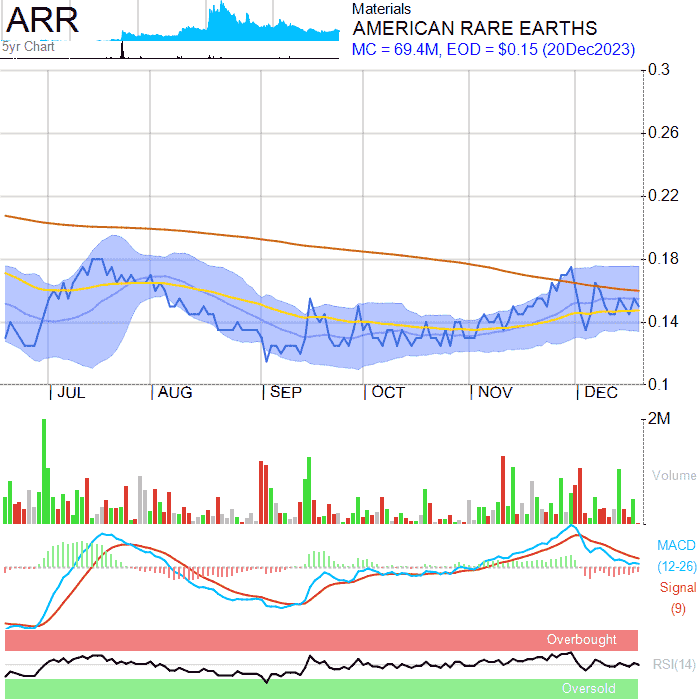 ARR
5yr Chart
Materials
AMERICAN RARE EARTHS
MC = 69.4M, EOD = $0.15 (20Dec2023)
0.3
0.26
0.22
0.18
0.14
0.1
JUL AUG SEP OCT NOV DEC
2M
Volume
MACD
(12-26)
Signal
(9)
Overbought
RSI(14)
Oversold